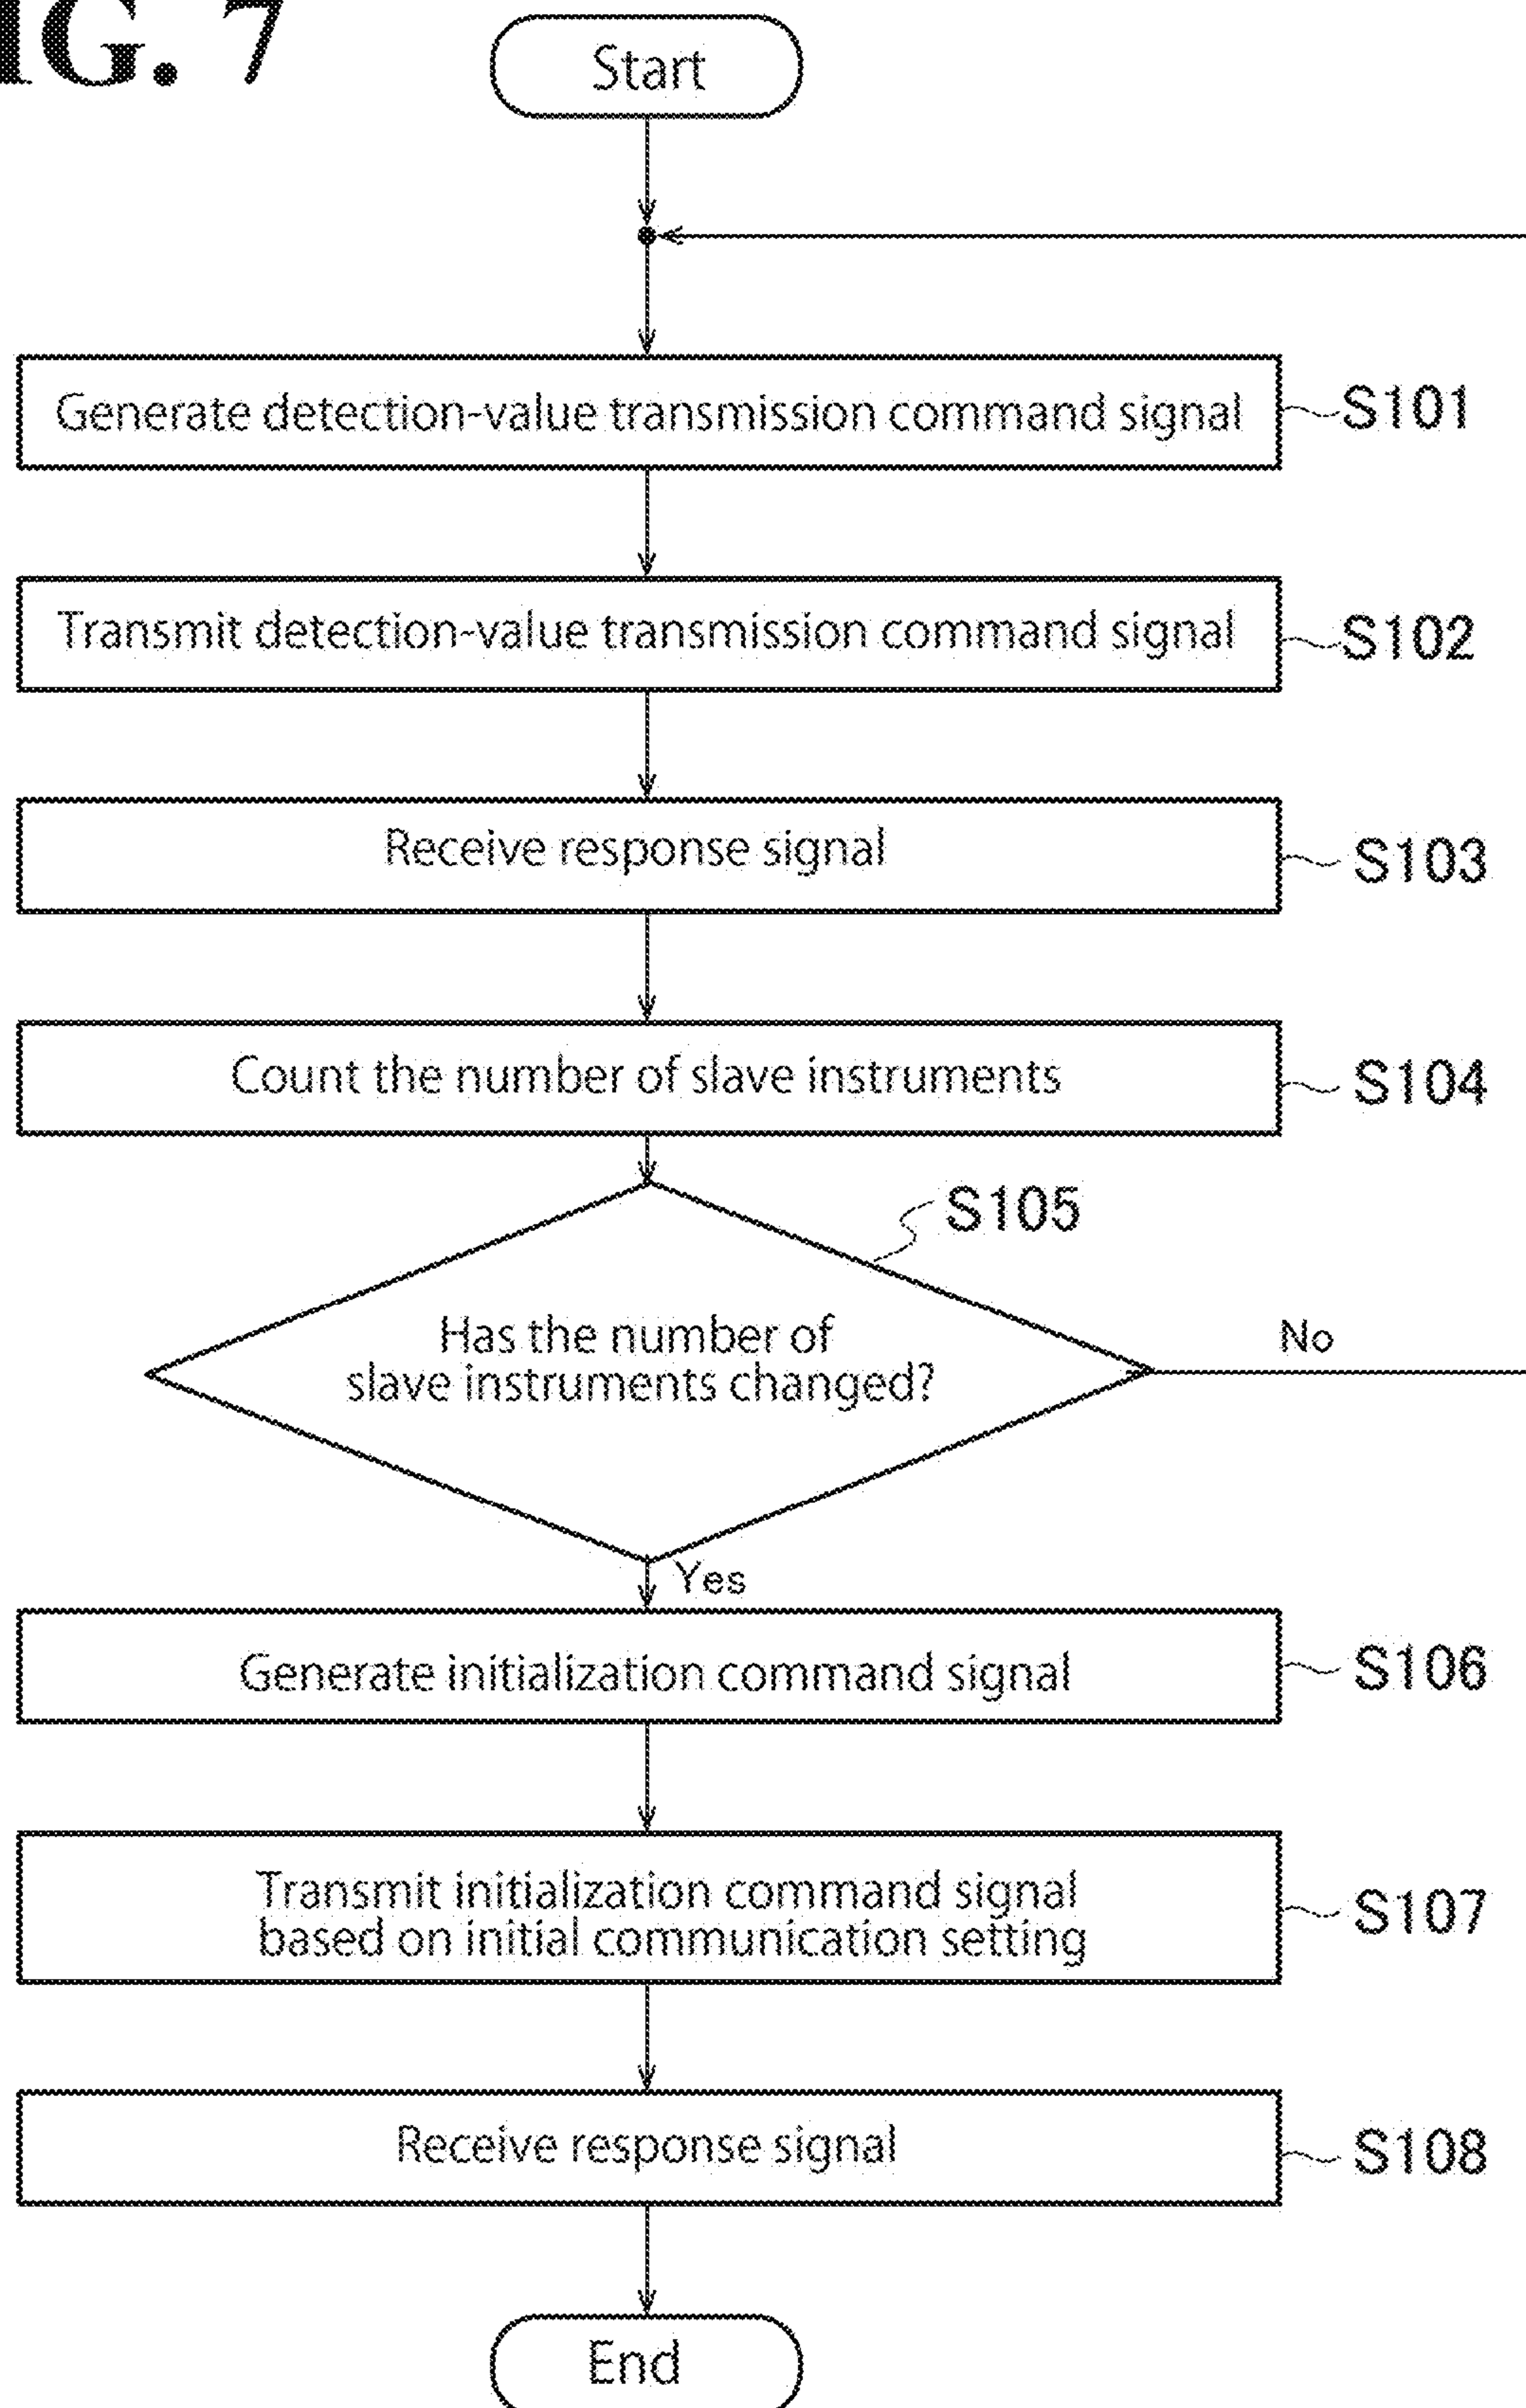 IG. 7
Start
Generate detection-value transmission command signal
S101
Transmit detection-value transmission command signal
S102
Receive response signal
S103
Count the number of slave instruments
S104
S105
Has the number of
slave instruments changed?
No
Yes
Generate initialization command signal
S106
Transmit initialization command signal
based on initial communication setting
S107
Receive response signal
S108
End